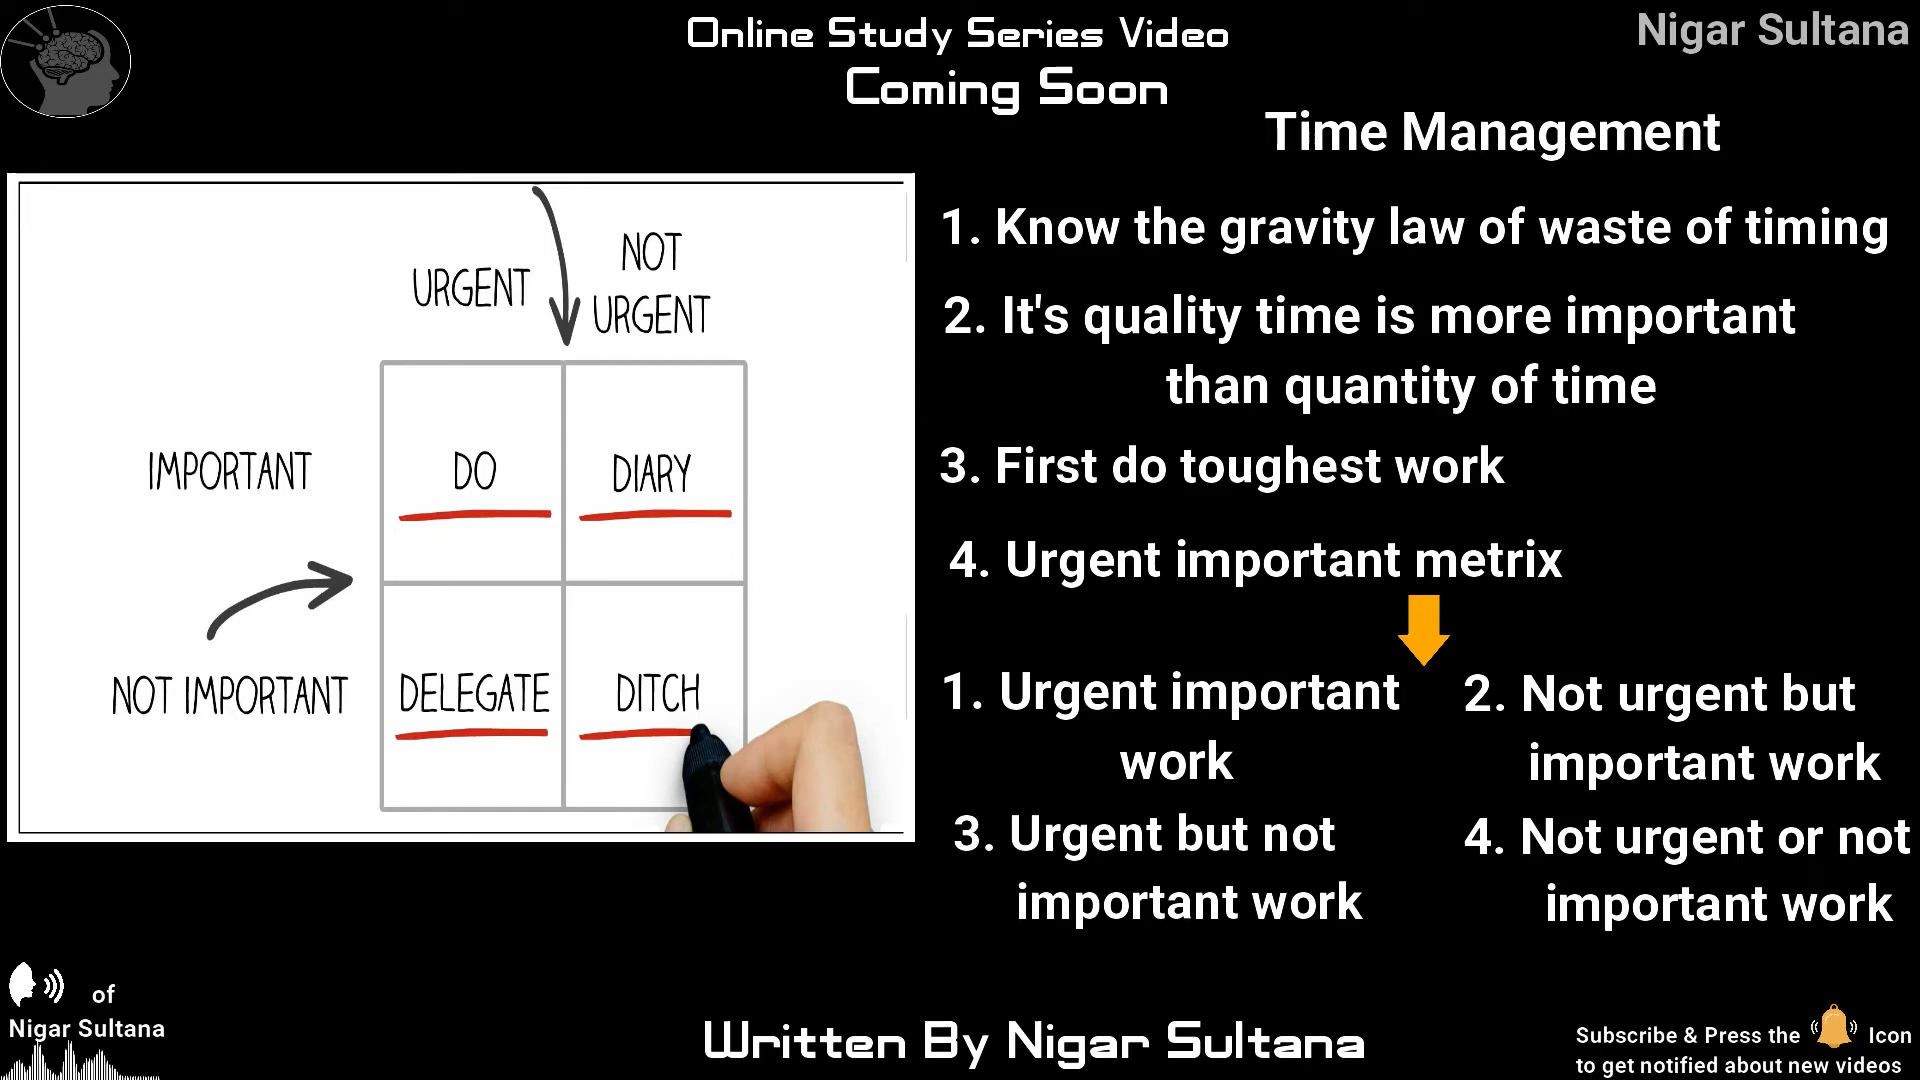 Online Study Series Video
Coming Soon
Nigar Sultana
Time Management
URGENT
NOT
URGENT
IMPORTANT
DO
DIARY
NOT IMPORTANT
DELEGATE
DITCH
1. Know the gravity law of waste of timing
2. It's quality time is more important
than quantity of time
3. First do toughest work
4. Urgent important metrix
1. Urgent important
work
2. Not urgent but
important work
3. Urgent but not
important work
4. Not urgent or not
important work
of
Nigar Sultana
Written By Nigar Sultana
Subscribe & Press the Icon
to get notified about new videos